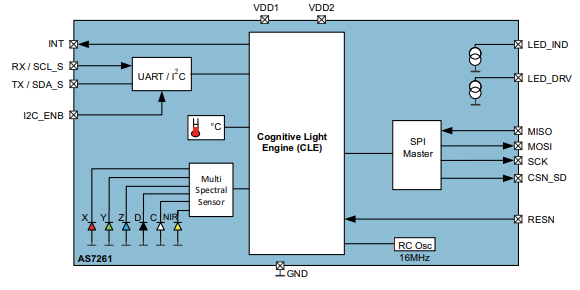 VDD1 VDD2
INT
LED_IND
RX / SCL_S
UART / I²C
TX / SDA_S
LED_DRV
I2C_ENB
°C
Cognitive Light
Engine (CLE)
SPI
Master
MISO
MOSI
SCK
CSN_SD
Multi
Spectral
Sensor
X Y Z D C NIR
RESN
RC Osc
16MHz
AS7261
GND